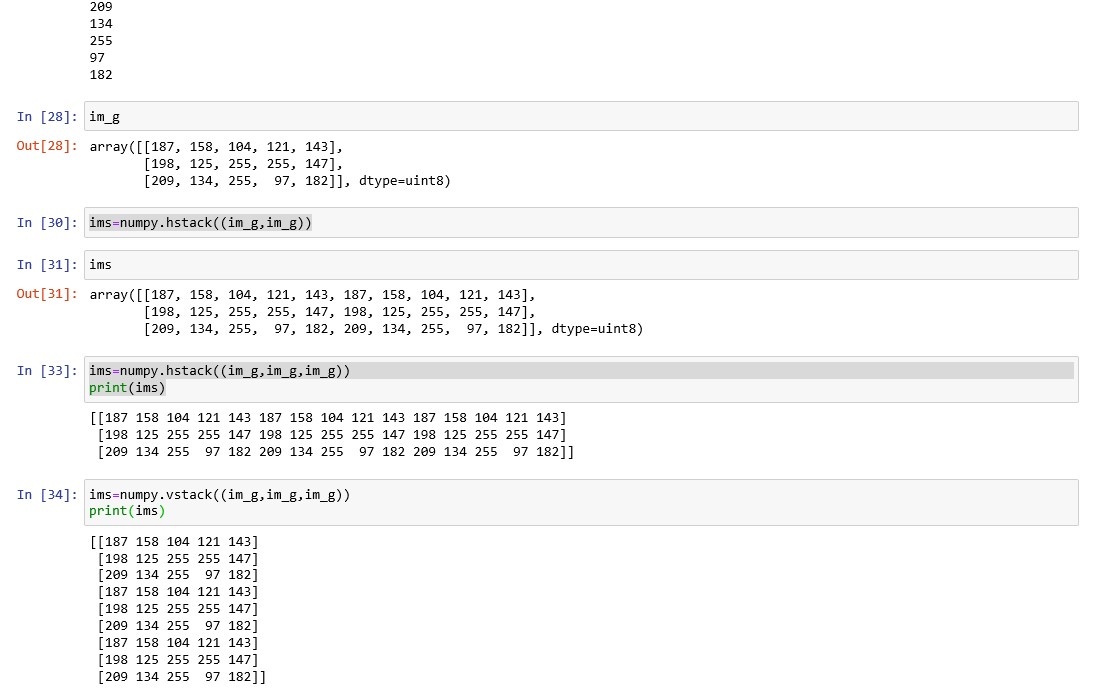 209
134
255
97
182
In [28]: im_g
Out[28]: array([[187, 158, 104, 121, 143],
[198, 125, 255, 255, 147],
[209, 134, 255,  97, 182]], dtype=uint8)
In [30]: ims=numpy.hstack((im_g,im_g))
In [31]: ims
Out[31]: array([[187, 158, 104, 121, 143, 187, 158, 104, 121, 143],
[198, 125, 255, 255, 147, 198, 125, 255, 255, 147],
[209, 134, 255,  97, 182, 209, 134, 255,  97, 182]], dtype=uint8)
In [33]: ims=numpy.hstack((im_g,im_g,im_g))
print(ims)
[[187 158 104 121 143 187 158 104 121 143 187 158 104 121 143]
[198 125 255 255 147 198 125 255 255 147 198 125 255 255 147]
[209 134 255  97 182 209 134 255  97 182 209 134 255  97 182]]
In [34]: ims=numpy.vstack((im_g,im_g,im_g))
print(ims)
[[187 158 104 121 143]
[198 125 255 255 147]
[209 134 255  97 182]
[187 158 104 121 143]
[198 125 255 255 147]
[209 134 255  97 182]
[187 158 104 121 143]
[198 125 255 255 147]
[209 134 255  97 182]]